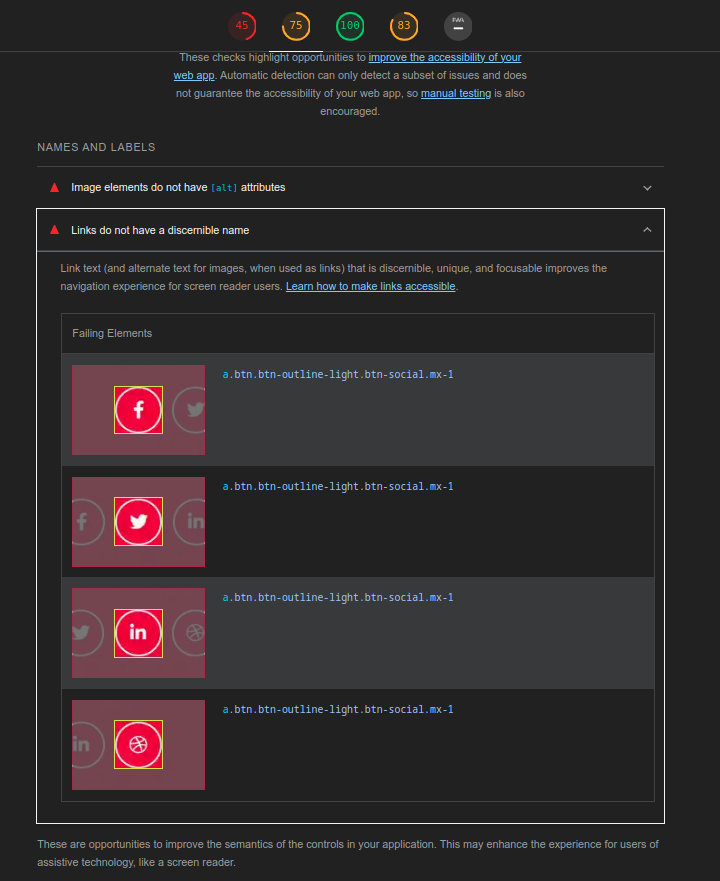 45 75 100 83 PWA
These checks highlight opportunities to improve the accessibility of your
web app. Automatic detection can only detect a subset of issues and does
not guarantee the accessibility of your web app, so manual testing is also
encouraged.
NAMES AND LABELS
Image elements do not have [alt] attributes
Links do not have a discernible name
Link text (and alternate text for images, when used as links) that is discernible, unique, and focusable improves the
navigation experience for screen reader users. Learn how to make links accessible.
Failing Elements
a.btn.btn-outline-light.btn-social.mx-1
a.btn.btn-outline-light.btn-social.mx-1
a.btn.btn-outline-light.btn-social.mx-1
a.btn.btn-outline-light.btn-social.mx-1
These are opportunities to improve the semantics of the controls in your application. This may enhance the experience for users of
assistive technology, like a screen reader.